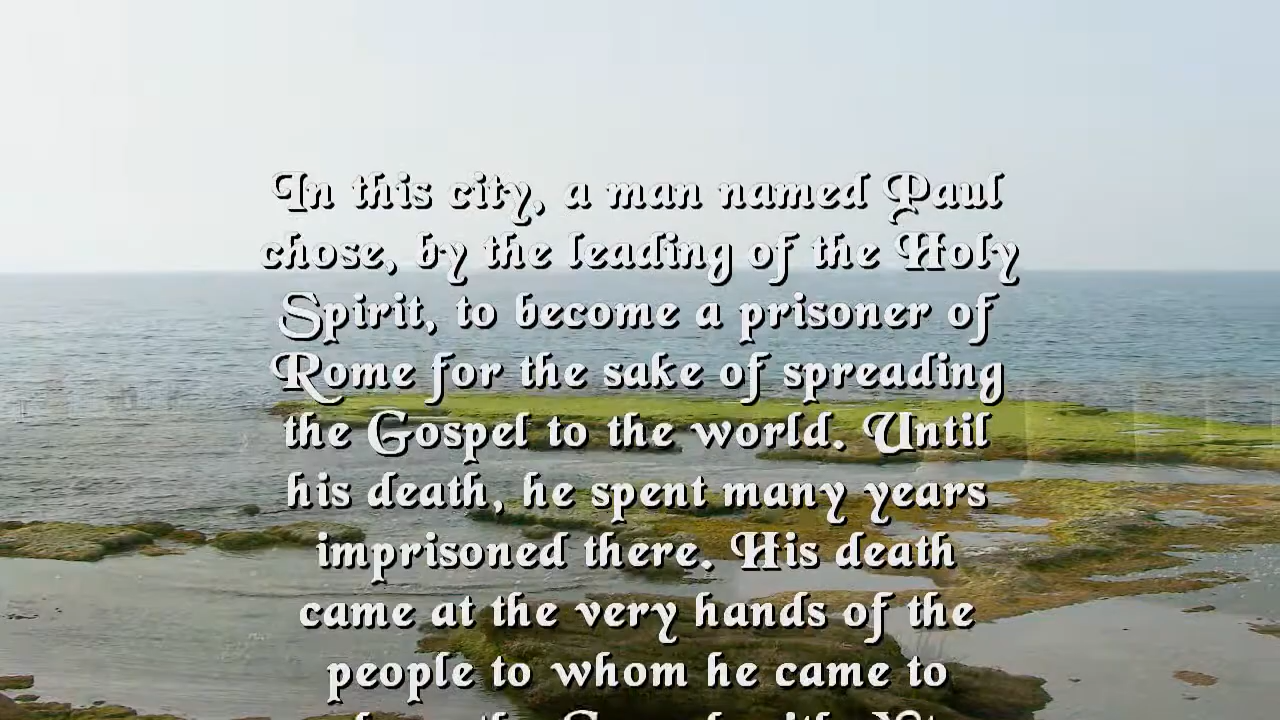 In this city, a man named Paul
chose, by the leading of the Holy
Spirit, to become a prisoner of
Rome for the sake of spreading
the Gospel to the world. Until
his death, he spent many years
imprisoned there. His death
came at the very hands of the
people to whom he came to